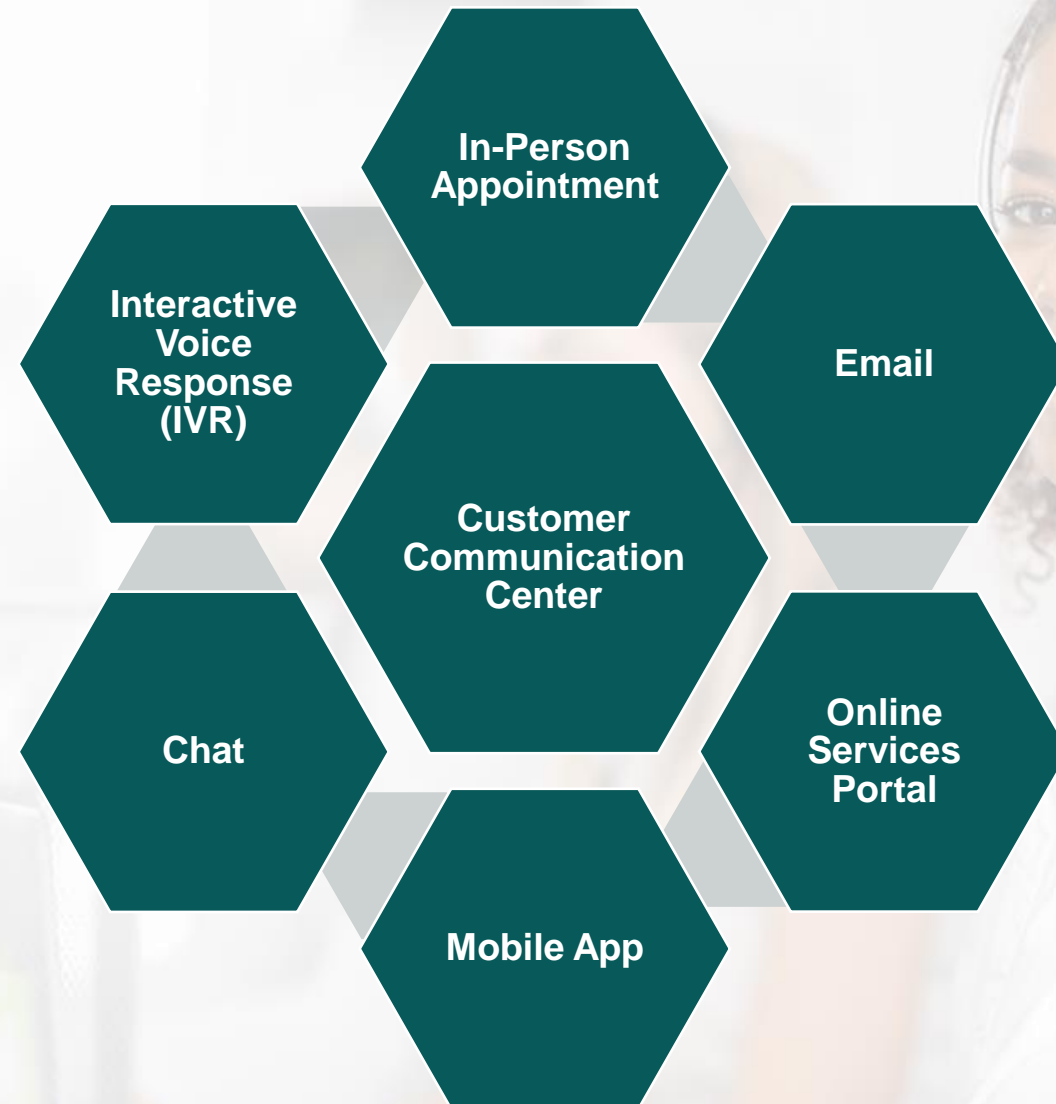 In-Person
Appointment
Interactive
Voice
Response
(IVR)
Email
Customer
Communication
Center
Chat
Online
Services
Portal
Mobile App